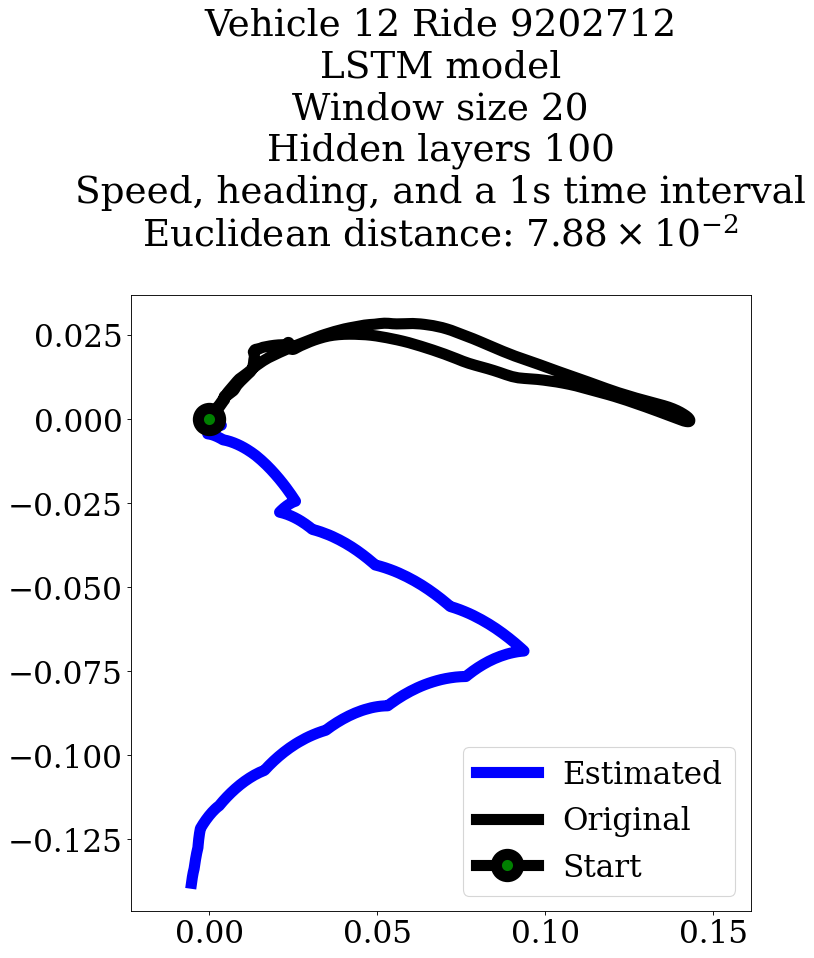 Vehicle 12 Ride 9202712
LSTM model
Window size 20
Hidden layers 100
Speed, heading, and a 1s time interval
Euclidean distance: 7.88 × 10⁻²
0.025
0.000
−0.025
−0.050
−0.075
−0.100
−0.125
Estimated
Original
Start
0.00 0.05 0.10 0.15